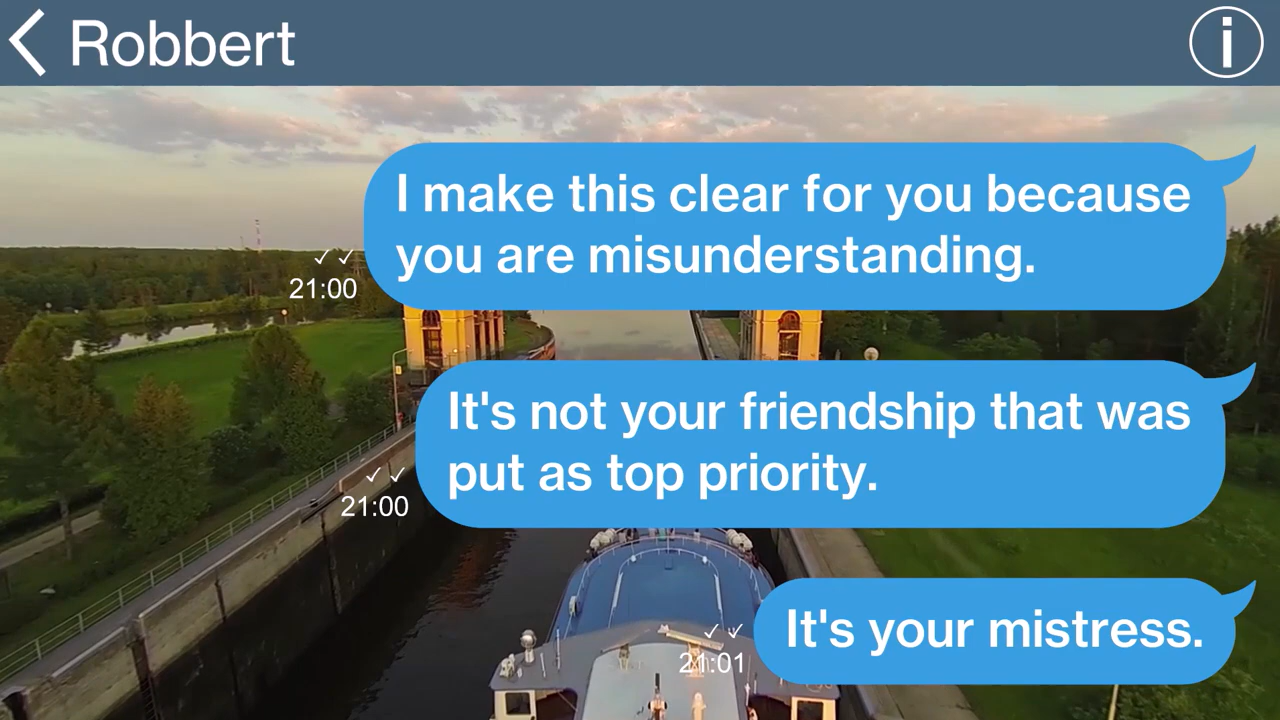 Robbert
i
I make this clear for you because
you are misunderstanding.
✓✓
21:00
It's not your friendship that was
put as top priority.
✓✓
21:00
It's your mistress.
✓✓
21:01